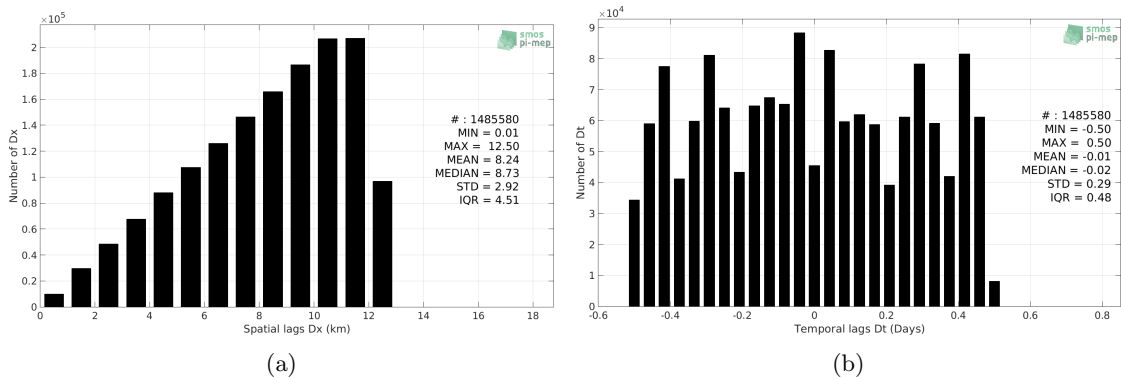 ×10⁵
2
1.8
1.6
1.4
1.2
1
0.8
0.6
0.4
0.2
0
Number of Dx
0 2 4 6 8 10 12 14 16 18
Spatial lags Dx (km)
smos
pi-mep
# : 1485580
MIN = 0.01
MAX = 12.50
MEAN = 8.24
MEDIAN = 8.73
STD = 2.92
IQR = 4.51
(a)
×10⁴
9
8
7
6
5
4
3
2
1
0
Number of Dt
-0.6 -0.4 -0.2 0 0.2 0.4 0.6 0.8
Temporal lags Dt (Days)
smos
pi-mep
# : 1485580
MIN = -0.50
MAX = 0.50
MEAN = -0.01
MEDIAN = -0.02
STD = 0.29
IQR = 0.48
(b)